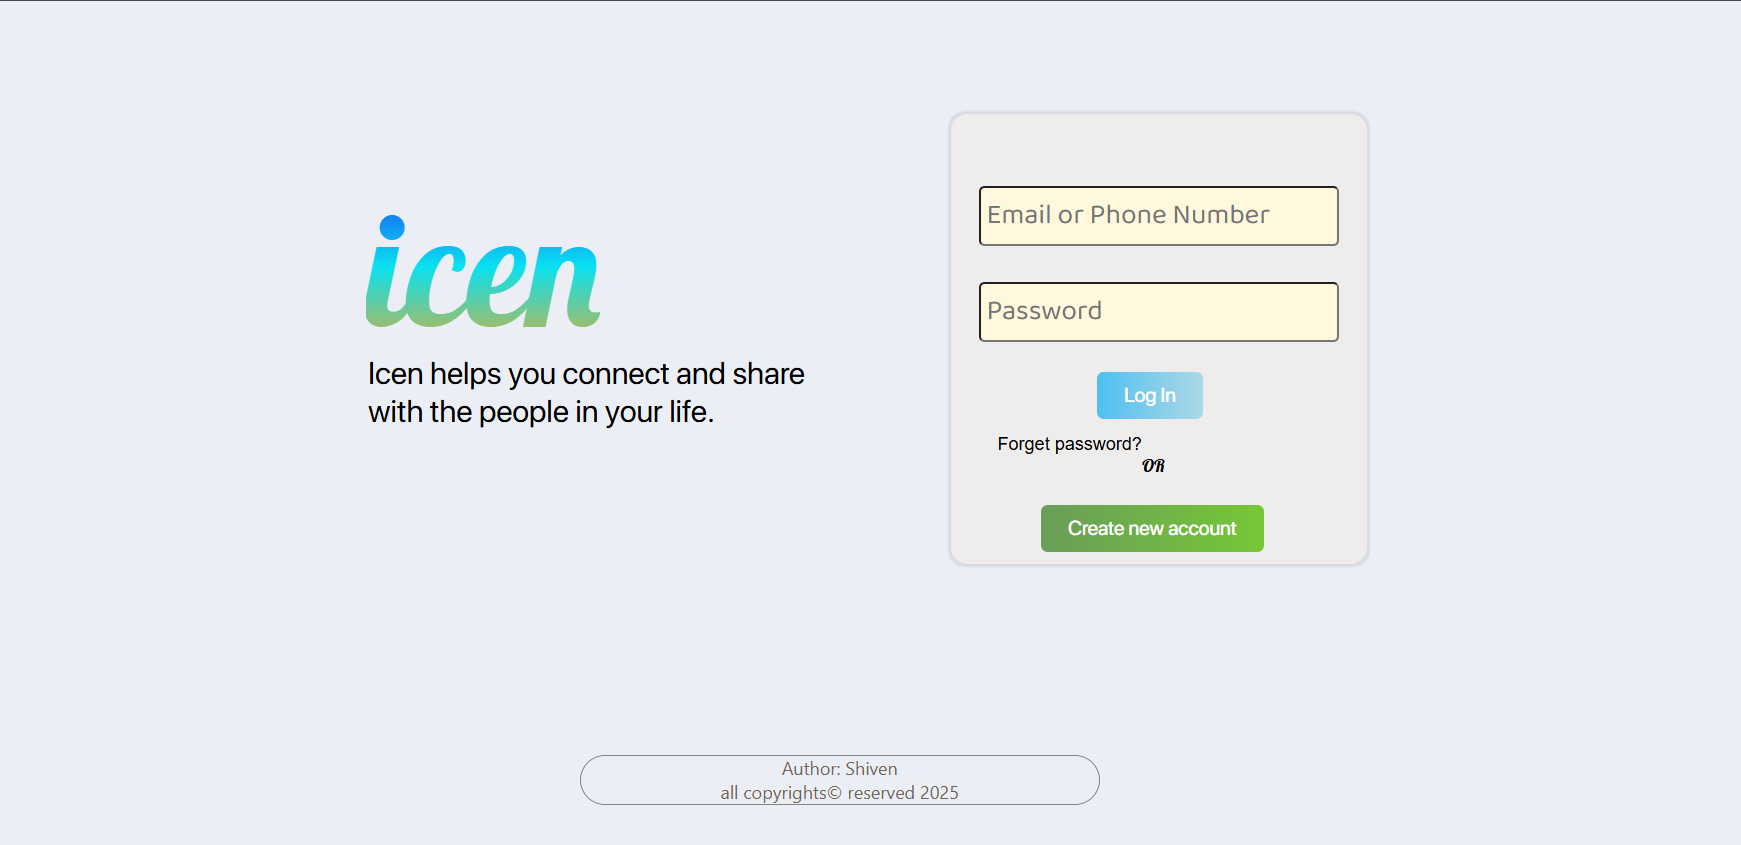 icen
Icen helps you connect and share
with the people in your life.
Email or Phone Number
Password
Log In
Forget password?
OR
Create new account
Author: Shiven
all copyrights© reserved 2025